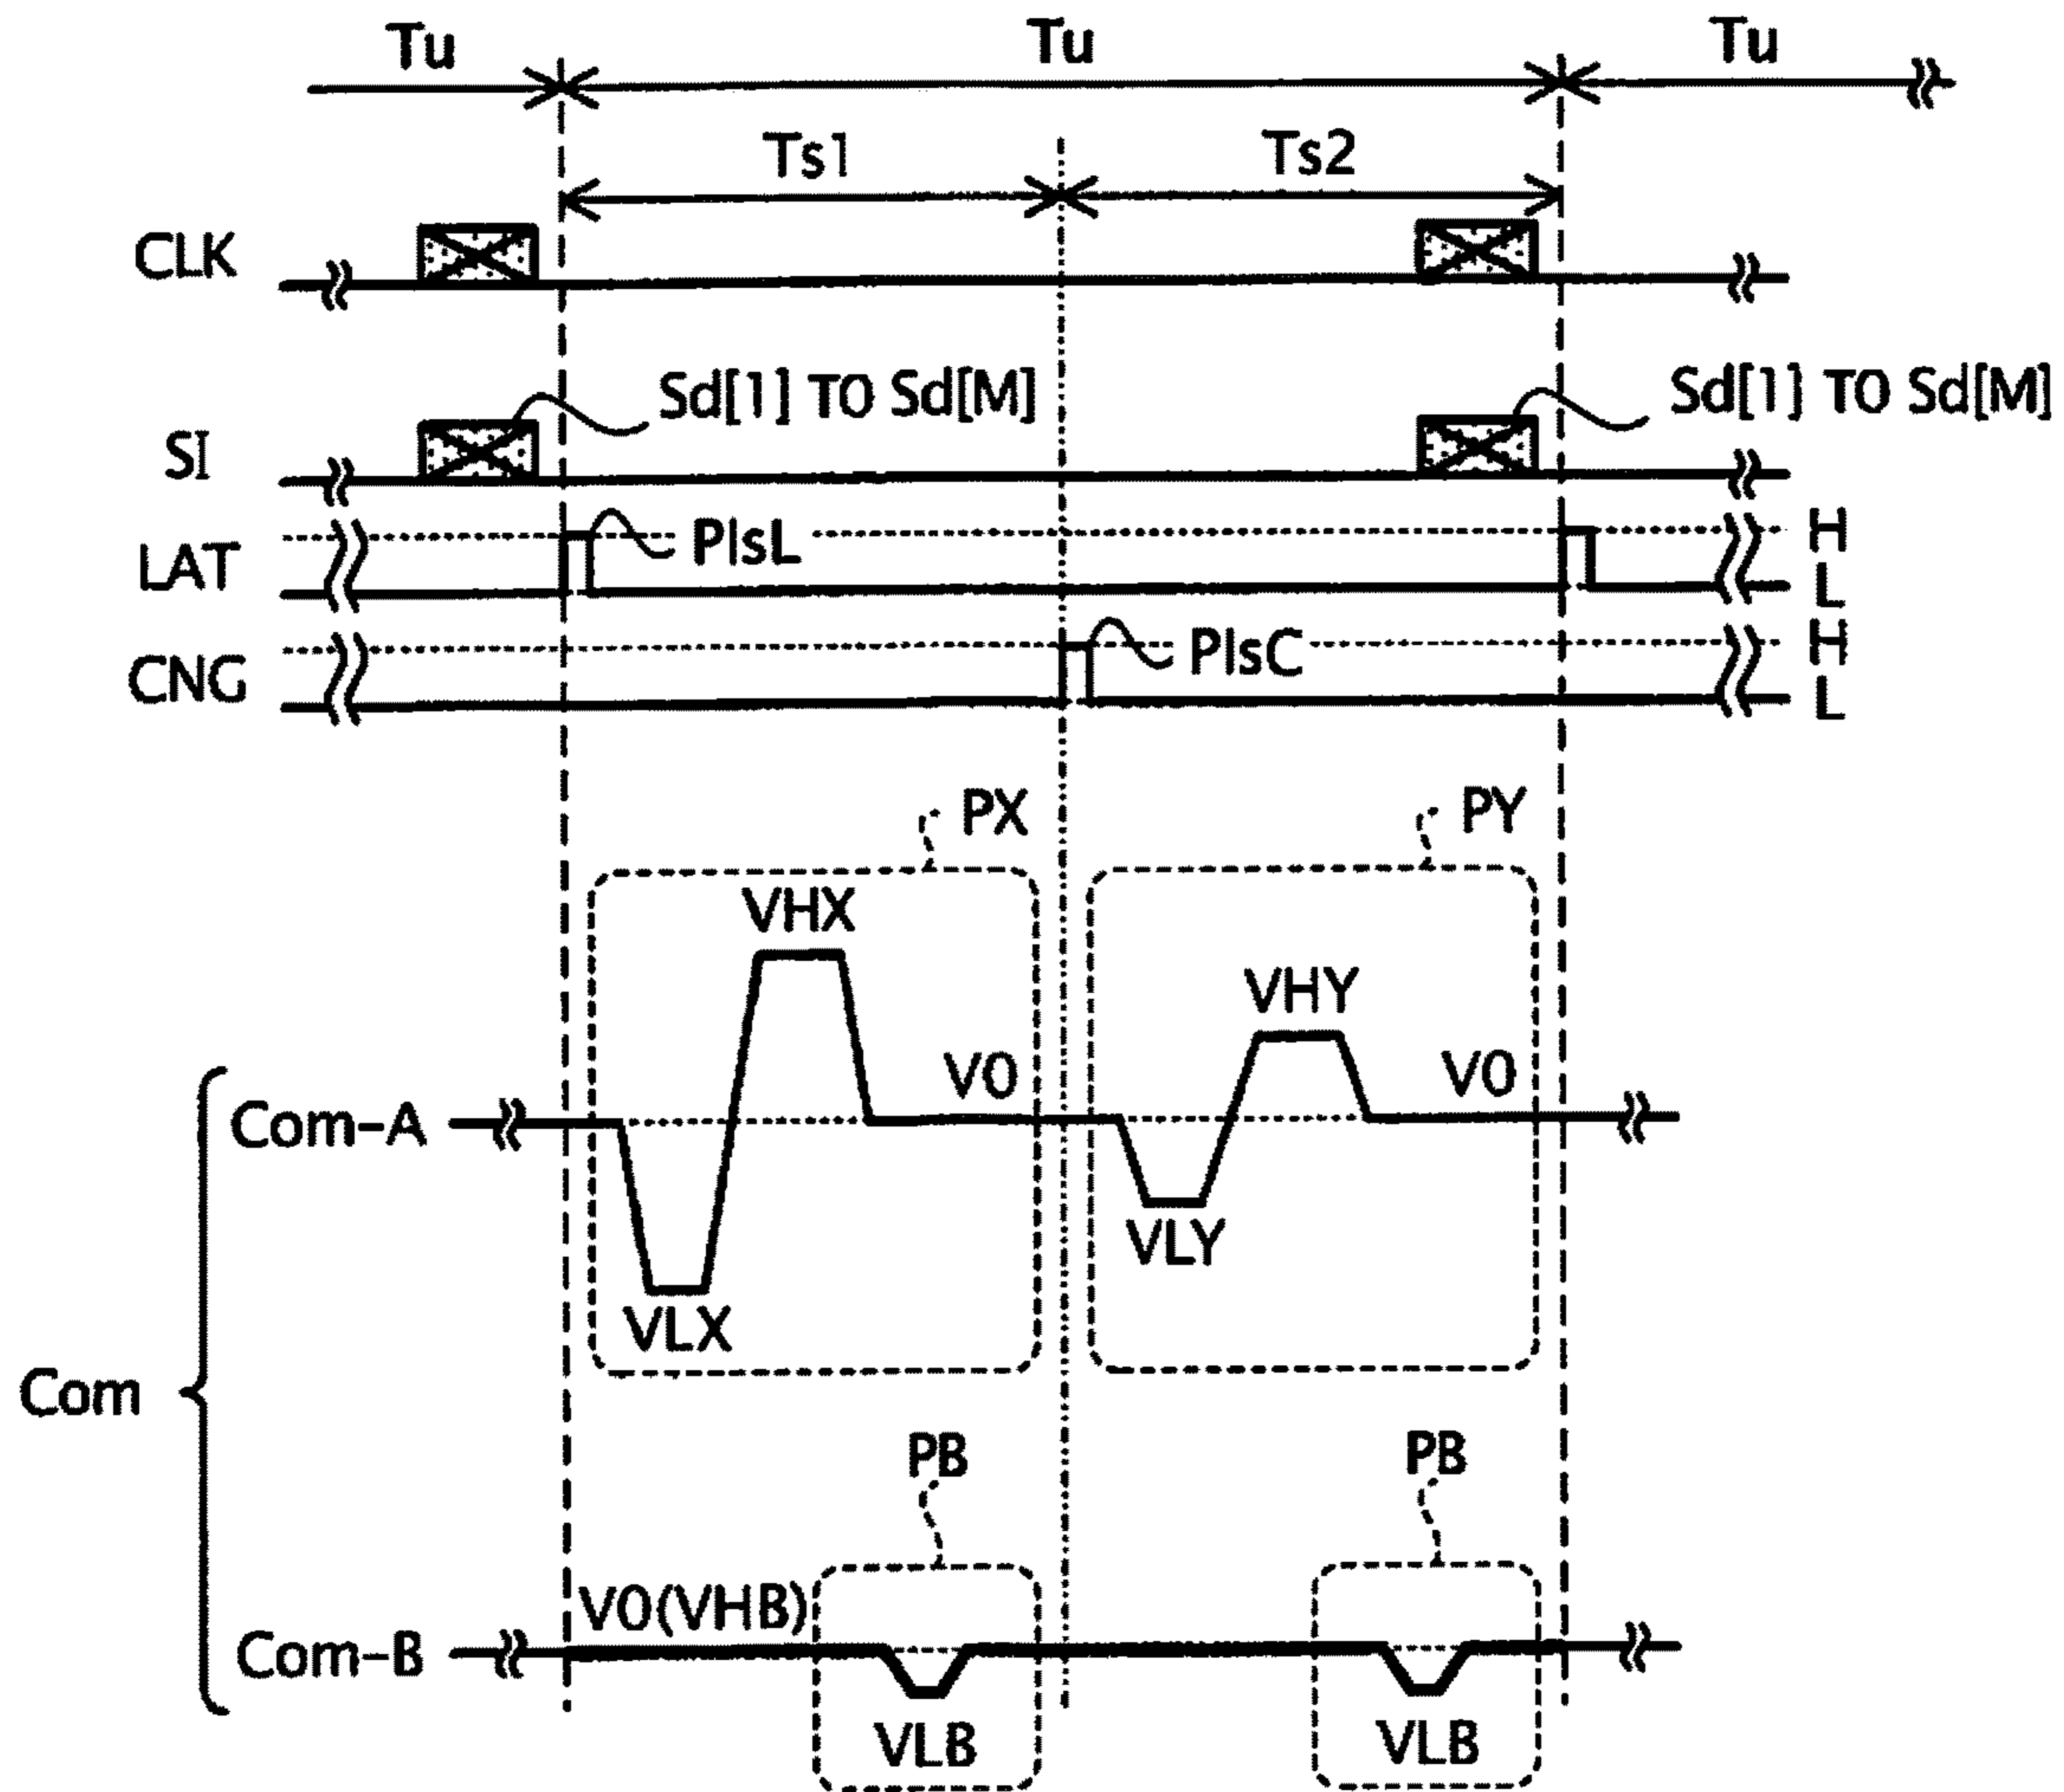 Tu Tu Tu
Ts1 Ts2
CLK
Sd[1] TO Sd[M] Sd[1] TO Sd[M]
SI
LAT PlsL H
L
CNG PlsC H
L
PX PY
VHX
VHY
V0 V0
Com-A
VLY
VLX
Com
PB PB
V0(VHB)
Com-B
VLB VLB